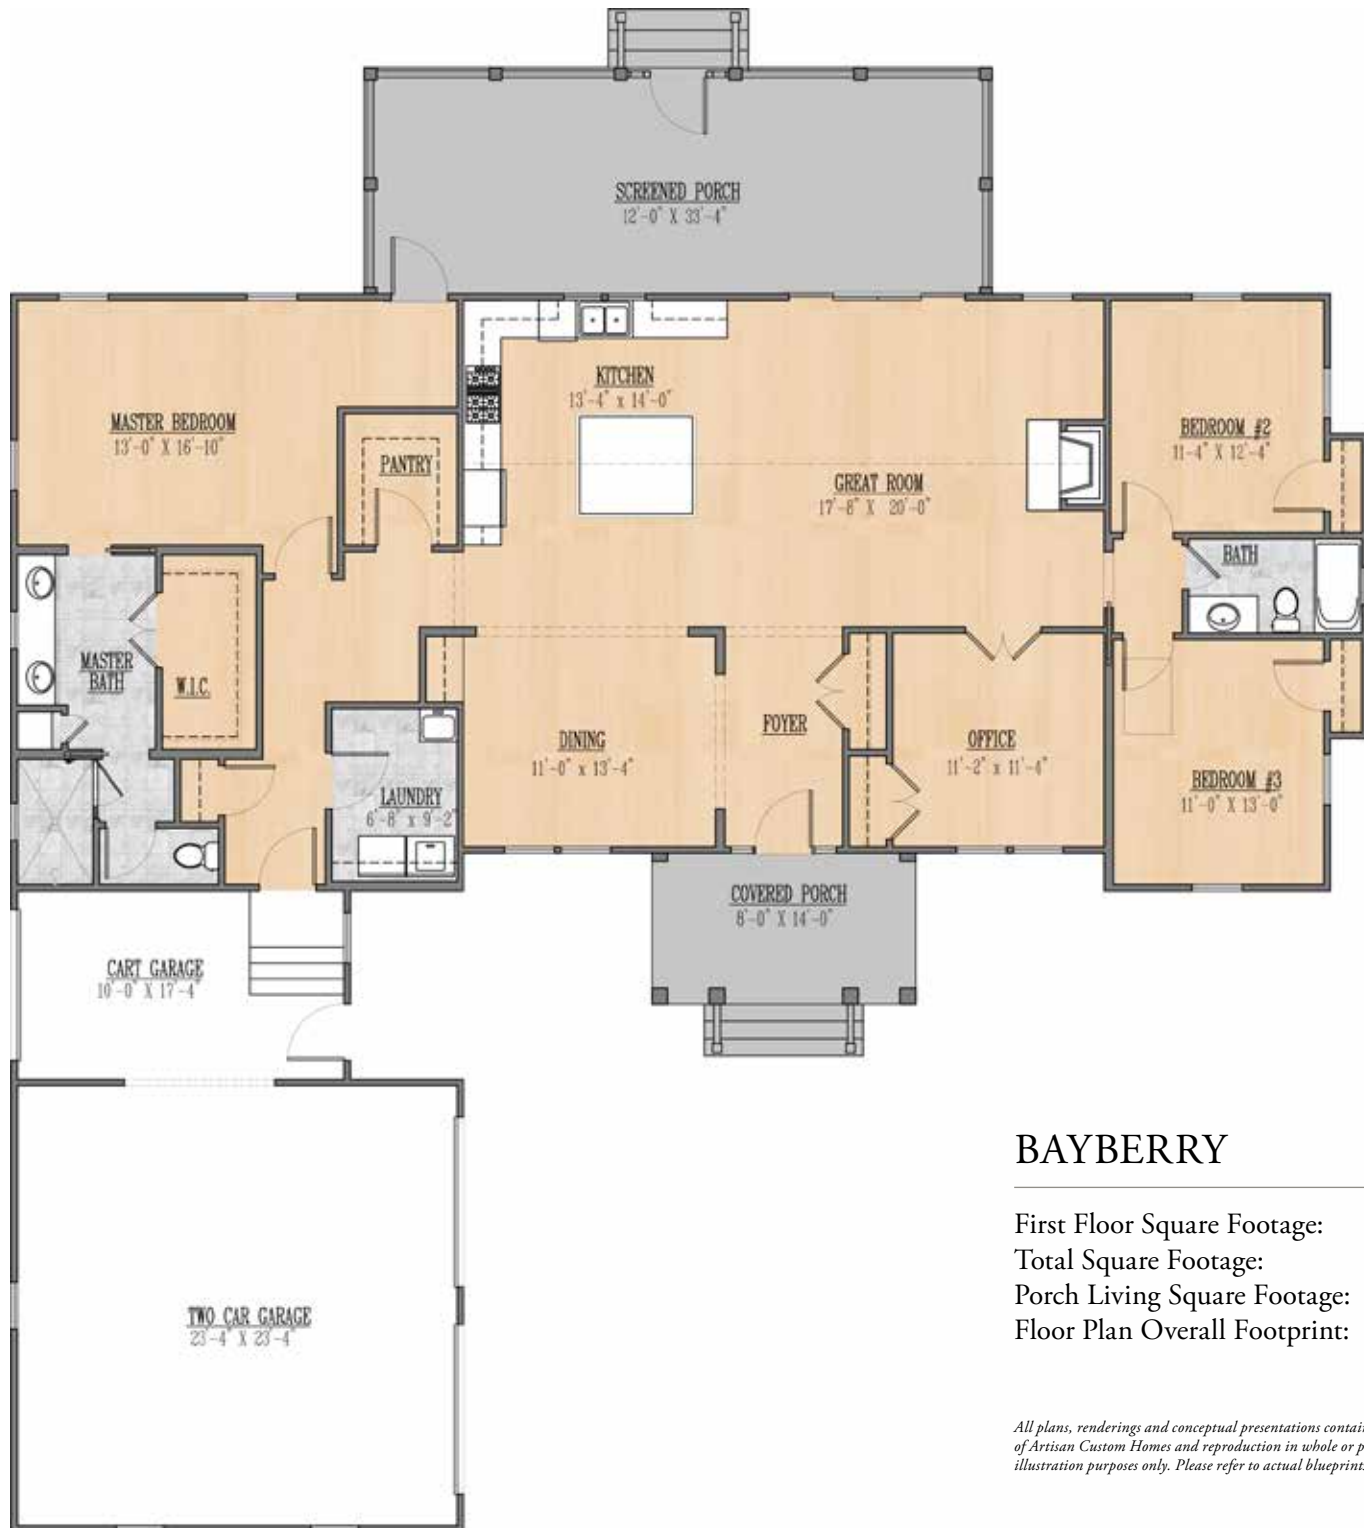 SCREENED PORCH
12'-0" X 33'-4"
KITCHEN
13'-4" x 14'-0"
MASTER BEDROOM
13'-0" X 16'-10"
PANTRY
BEDROOM #2
11'-4" X 12'-4"
GREAT ROOM
17'-8" X 20'-0"
BATH
MASTER
BATH
W.I.C.
FOYER
DINING
11'-0" x 13'-4"
OFFICE
11'-2" x 11'-4"
BEDROOM #3
11'-0" X 13'-0"
LAUNDRY
6'-8" x 9'-2"
COVERED PORCH
8'-0" X 14'-0"
CART GARAGE
10'-0" X 17'-4"
TWO CAR GARAGE
23'-4" X 23'-4"
BAYBERRY
First Floor Square Footage:
Total Square Footage:
Porch Living Square Footage:
Floor Plan Overall Footprint:
All plans, renderings and conceptual presentations contai
of Artisan Custom Homes and reproduction in whole or p
illustration purposes only. Please refer to actual blueprint